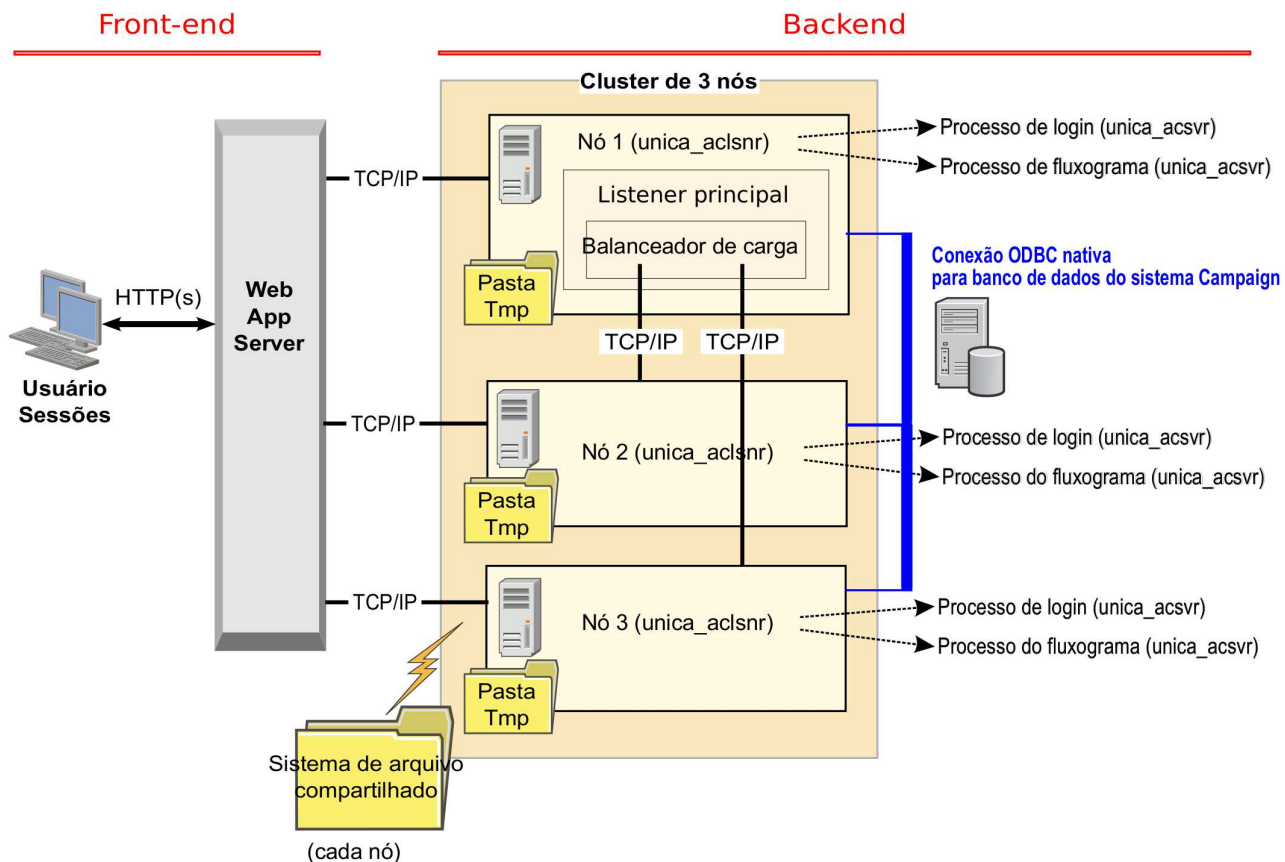 Front-end
Backend
Cluster de 3 nós
Nó 1 (unica_aclsnr)
Processo de login (unica_acsvr)
Processo de fluxograma (unica_acsvr)
TCP/IP
Listener principal
Balanceador de carga
Pasta
Tmp
Conexão ODBC nativa
para banco de dados do sistema Campaign
HTTP(s)
Web
App
Server
Usuário
Sessões
TCP/IP
TCP/IP
TCP/IP
Nó 2 (unica_aclsnr)
Processo de login (unica_acsvr)
Processo do fluxograma (unica_acsvr)
Pasta
Tmp
TCP/IP
Nó 3 (unica_aclsnr)
Processo de login (unica_acsvr)
Processo do fluxograma (unica_acsvr)
Pasta
Tmp
Sistema de arquivo
compartilhado
(cada nó)